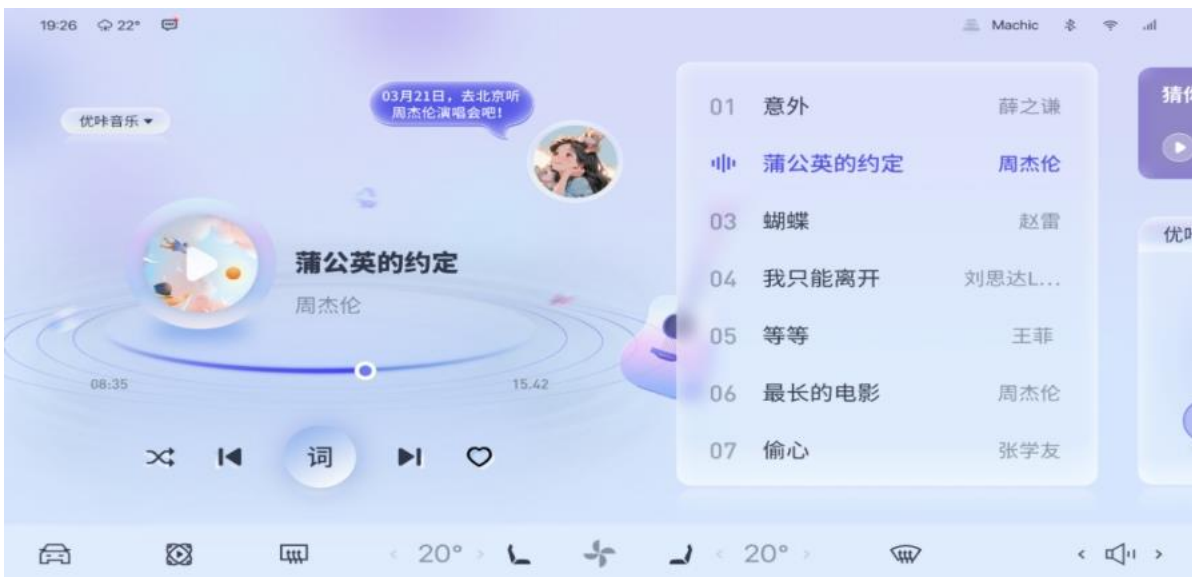 19:26 22°
Machic
优咔音乐
03月21日，去北京听
周杰伦演唱会吧！
蒲公英的约定
周杰伦
08:35
15.42
词
01 意外 薛之谦
蒲公英的约定 周杰伦
03 蝴蝶 赵雷
04 我只能离开 刘思达L...
05 等等 王菲
06 最长的电影 周杰伦
07 偷心 张学友
猜
优
20°
20°